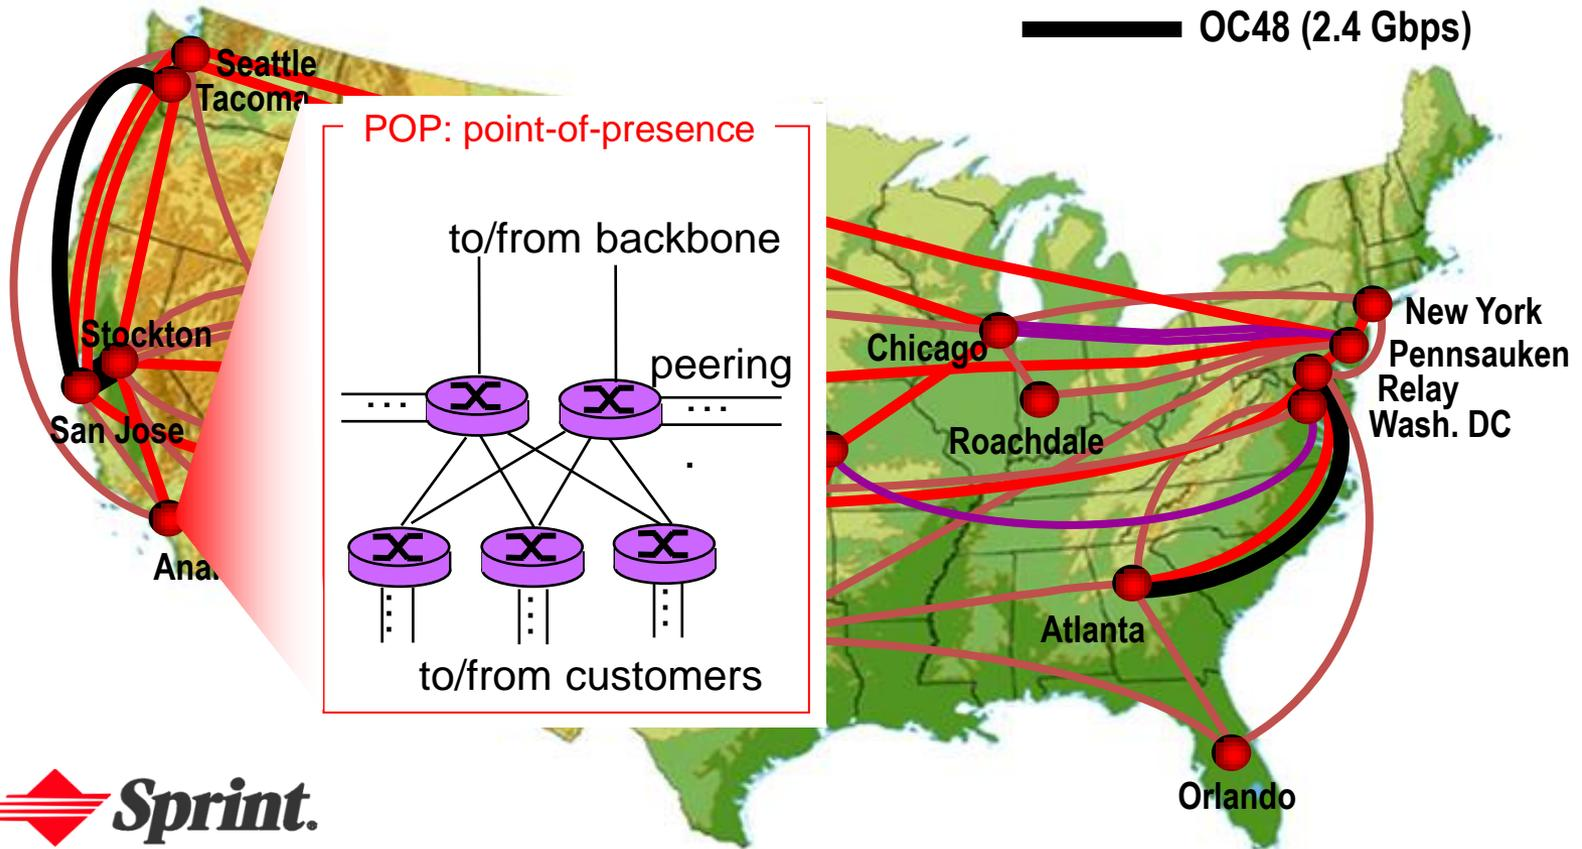 OC48 (2.4 Gbps)
Seattle
Tacoma
POP: point-of-presence
to/from backbone
peering
...
...
.
to/from customers
Stockton
San Jose
Ana
Chicago
Roachdale
New York
Pennsauken
Relay
Wash. DC
Atlanta
Orlando
Sprint.